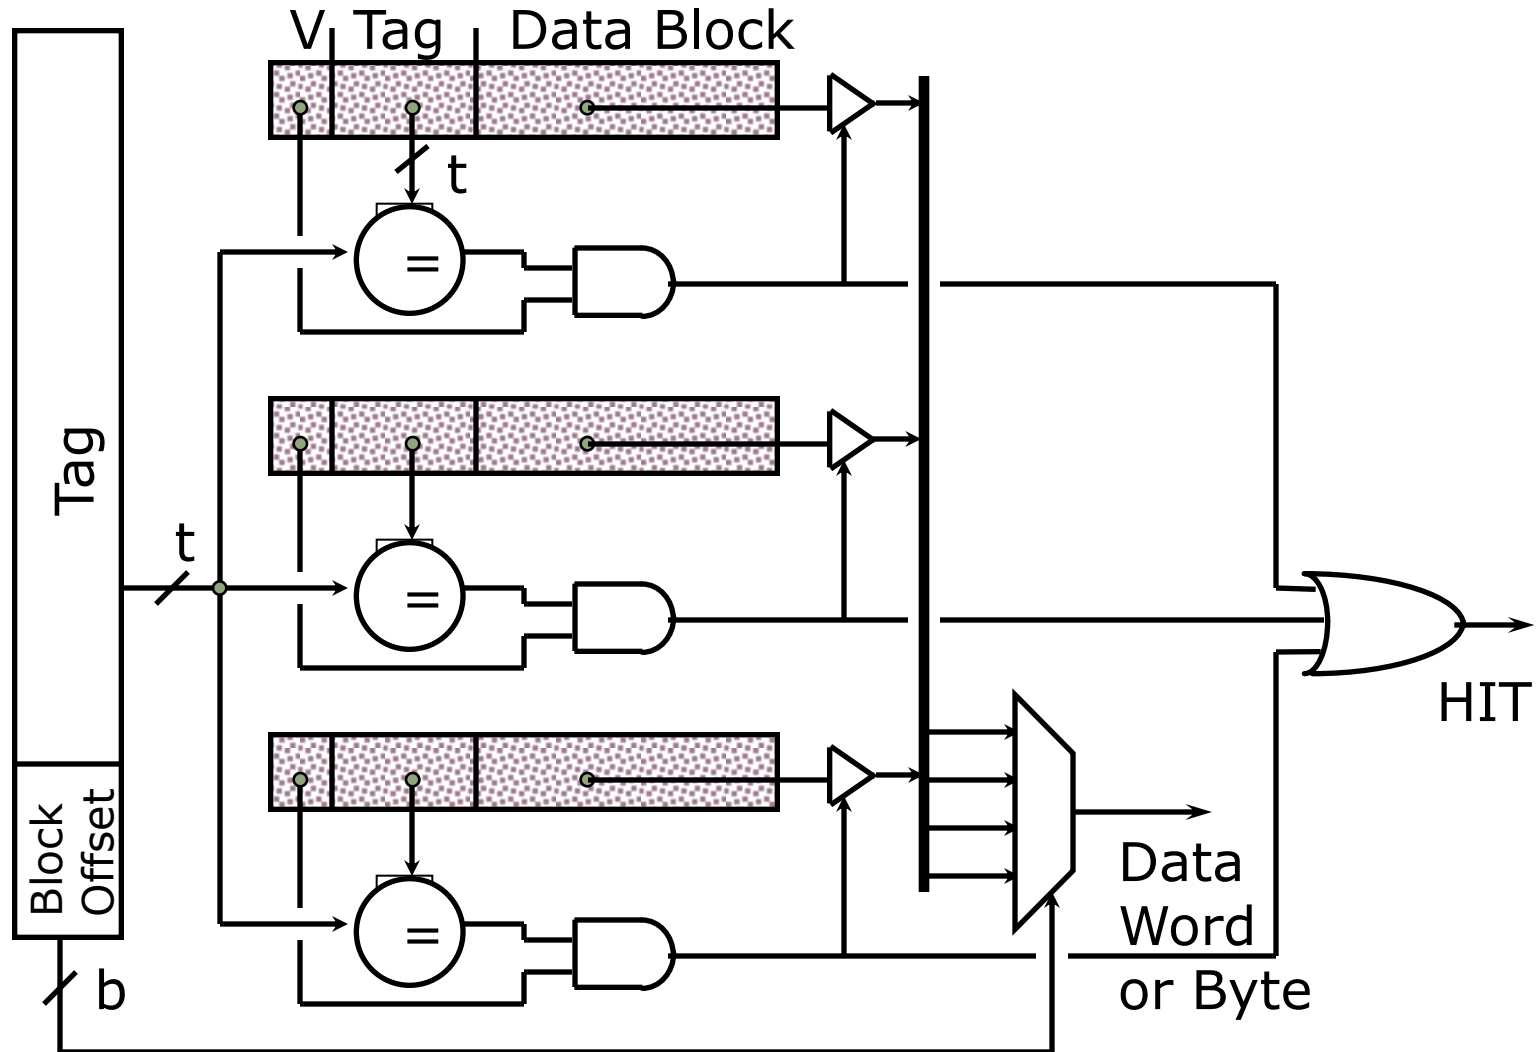 V Tag Data Block
t
=
Tag
t
=
HIT
Block
Offset
=
Data
Word
or Byte
b